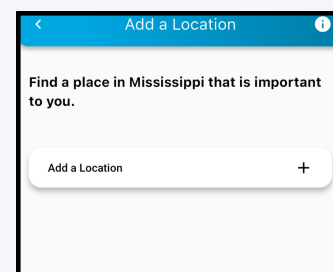 Add a Location
Find a place in Mississippi that is important
to you.
Add a Location